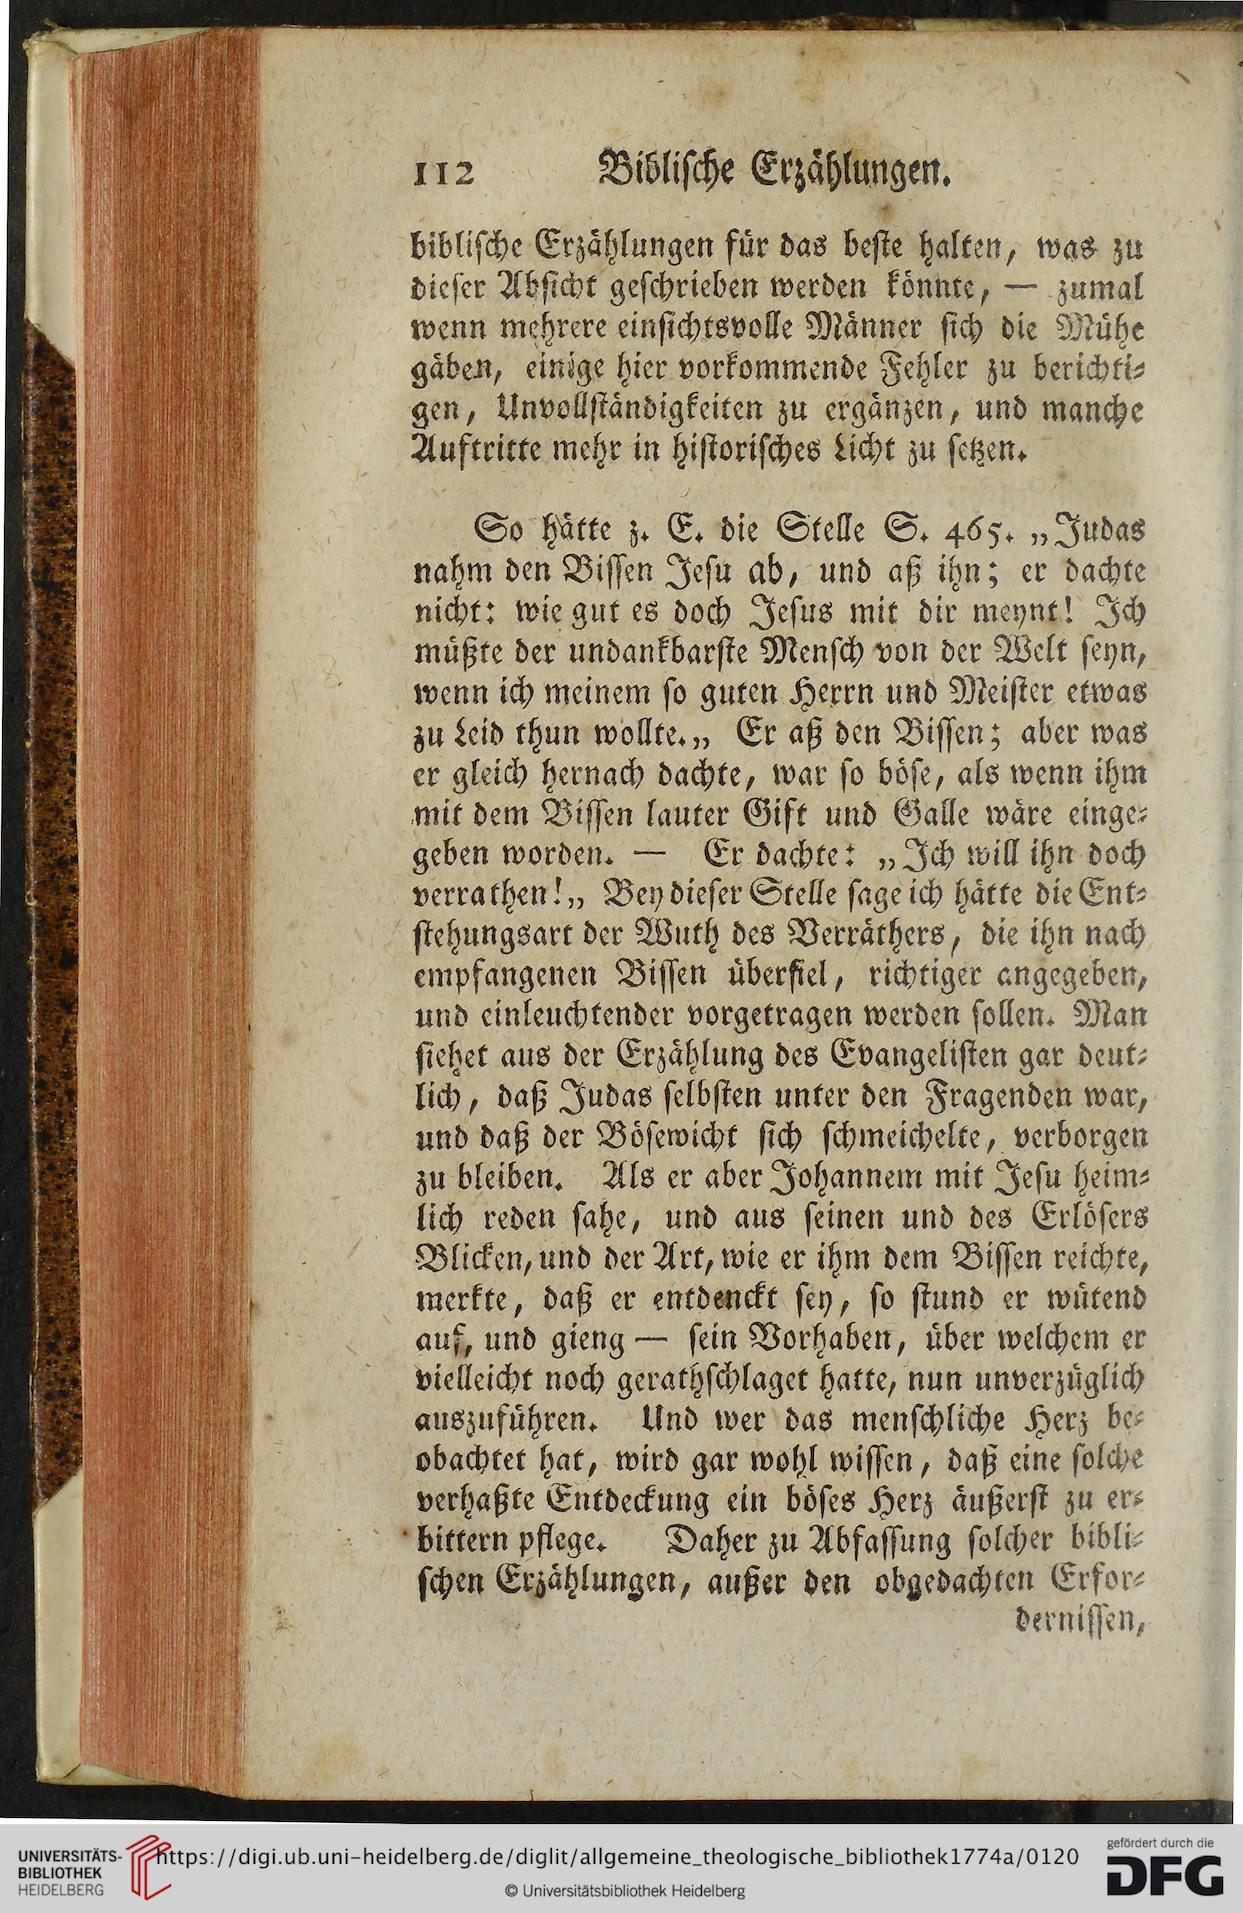 112 Biblische Erzählungen.
biblische Erzählungen für das beste halten, was zu
dieser Absicht geschrieben werden könnte, — zumal
wenn mehrere einsichtsvolle Männer sich die Mühe
gäben, einige hier vorkommende Fehler zu berichti-
gen, Unvollständigkeiten zu ergänzen, und manche
Auftritte mehr in historisches Licht zu setzen.
So hätte z. E. die Stelle S. 465. „Judas
nahm den Bissen Jesu ab, und aß ihn; er dachte
nicht: wie gut es doch Jesus mit dir meynt! Ich
müßte der undankbarste Mensch von der Welt seyn,
wenn ich meinem so guten Herrn und Meister etwas
zu Leid thun wollte.„ Er aß den Bissen; aber was
er gleich hernach dachte, war so böse, als wenn ihm
mit dem Bissen lauter Gift und Galle wäre einge-
geben worden. — Er dachte: „Ich will ihn doch
verrathen!„ Bey dieser Stelle sage ich hätte die Ent-
stehungsart der Wuth des Verräthers, die ihn nach
empfangenen Bissen überfiel, richtiger angegeben,
und einleuchtender vorgetragen werden sollen. Man
siehet aus der Erzählung des Evangelisten gar deut-
lich, daß Judas selbsten unter den Fragenden war,
und daß der Bösewicht sich schmeichelte, verborgen
zu bleiben. Als er aber Johannem mit Jesu heim-
lich reden sahe, und aus seinen und des Erlösers
Blicken, und der Art, wie er ihm dem Bissen reichte,
merkte, daß er entdenckt sey, so stund er wütend
auf, und gieng — sein Vorhaben, über welchem er
vielleicht noch gerathschlaget hatte, nun unverzüglich
auszuführen. Und wer das menschliche Herz be-
obachtet hat, wird gar wohl wissen, daß eine solche
verhaßte Entdeckung ein böses Herz äußerst zu er-
bittern pflege. Daher zu Abfassung solcher bibli-
schen Erzählungen, außer den obgedachten Erfor-
dernissen,
UNIVERSITÄTS-
BIBLIOTHEK
HEIDELBERG
https://digi.ub.uni-heidelberg.de/diglit/allgemeine_theologische_bibliothek1774a/0120
© Universitätsbibliothek Heidelberg
gefördert durch die
DFG